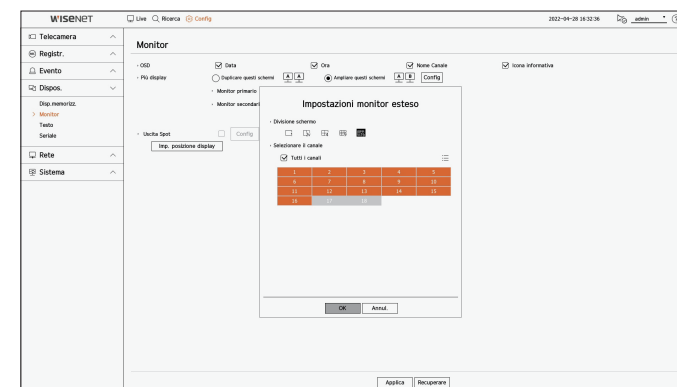 WISENET
Live Ricerca Config 2022-04-28 16:32:36 admin
Telecamera
Registr.
Evento
Dispos.
Disp.memorizz.
Monitor
Testo
Seriale
Rete
Sistema
Monitor
OSD Data Ora Nome Canale Icona informativa
Più display Duplicare questi schermi A A Ampliare questi schermi A B Config
Monitor primario
Monitor secondari
Uscita Spot Config
Imp. posizione display
Impostazioni monitor esteso
Divisione schermo
Selezionare il canale
Tutti i canali
1 2 3 4 5
6 7 8 9 10
11 12 13 14 15
16 17 18
OK Annul.
Applica Recuperare